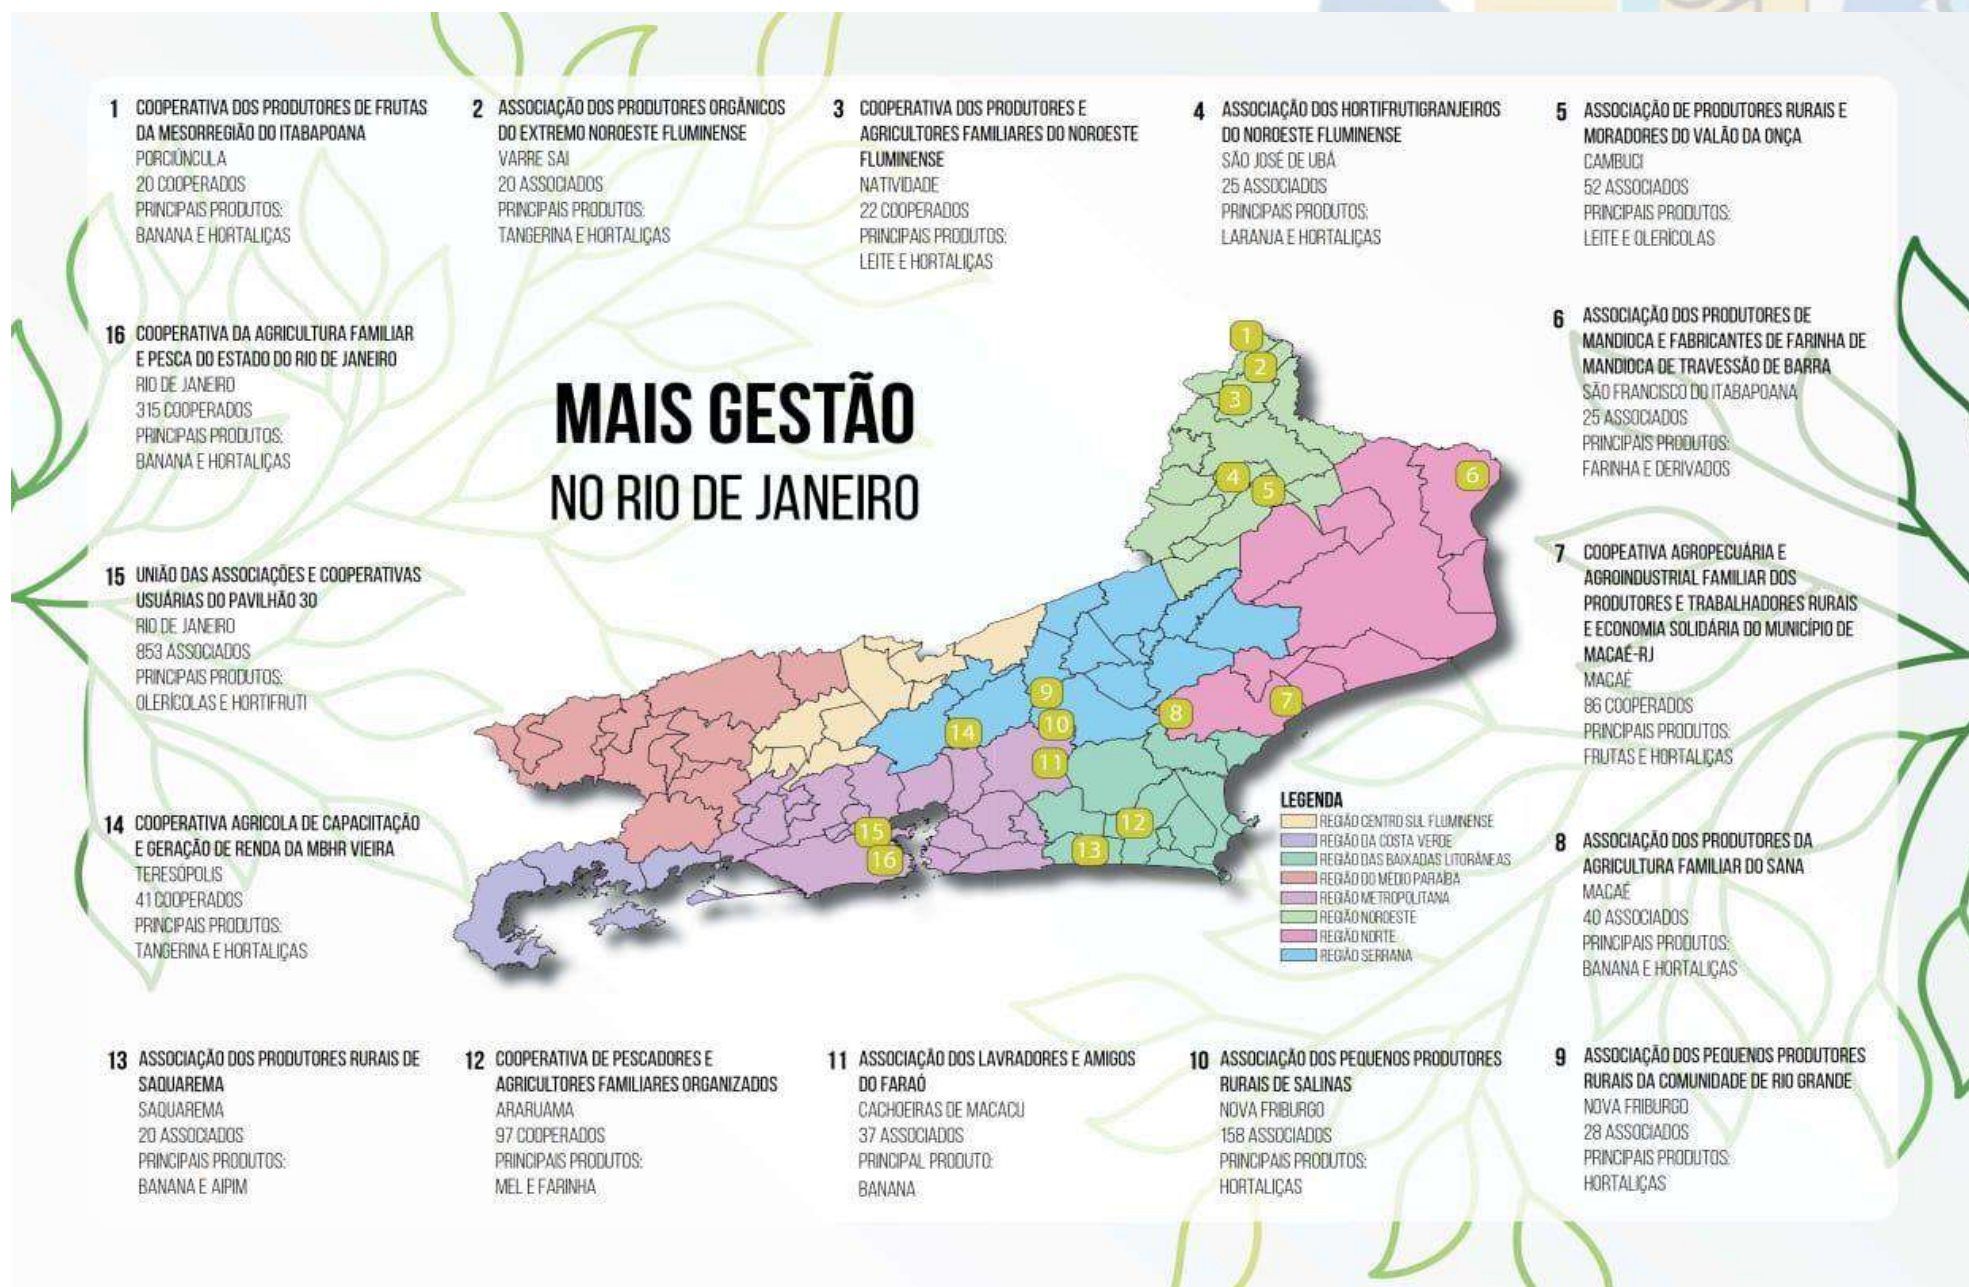 1 COOPERATIVA DOS PRODUTORES DE FRUTAS
DA MESORREGIÃO DO ITABAPOANA
PORCIÚNCULA
20 COOPERADOS
PRINCIPAIS PRODUTOS:
BANANA E HORTALIÇAS
2 ASSOCIAÇÃO DOS PRODUTORES ORGÂNICOS
DO EXTREMO NOROESTE FLUMINENSE
VARRE SAI
20 ASSOCIADOS
PRINCIPAIS PRODUTOS:
TANGERINA E HORTALIÇAS
3 COOPERATIVA DOS PRODUTORES E
AGRICULTORES FAMILIARES DO NOROESTE
FLUMINENSE
NATIVIDADE
22 COOPERADOS
PRINCIPAIS PRODUTOS:
LEITE E HORTALIÇAS
4 ASSOCIAÇÃO DOS HORTIFRUTIGRANJEIROS
DO NOROESTE FLUMINENSE
SÃO JOSÉ DE UBÁ
25 ASSOCIADOS
PRINCIPAIS PRODUTOS:
LARANJA E HORTALIÇAS
5 ASSOCIAÇÃO DE PRODUTORES RURAIS E
MORADORES DO VALÃO DA ONÇA
CAMBUCI
52 ASSOCIADOS
PRINCIPAIS PRODUTOS:
LEITE E OLERÍCOLAS
16 COOPERATIVA DA AGRICULTURA FAMILIAR
E PESCA DO ESTADO DO RIO DE JANEIRO
RIO DE JANEIRO
315 COOPERADOS
PRINCIPAIS PRODUTOS:
BANANA E HORTALIÇAS
MAIS GESTÃO
NO RIO DE JANEIRO
6 ASSOCIAÇÃO DOS PRODUTORES DE
MANDIOCA E FABRICANTES DE FARINHA DE
MANDIOCA DE TRAVESSÃO DE BARRA
SÃO FRANCISCO DO ITABAPOANA
25 ASSOCIADOS
PRINCIPAIS PRODUTOS:
FARINHA E DERIVADOS
15 UNIÃO DAS ASSOCIAÇÕES E COOPERATIVAS
USUÁRIAS DO PAVILHÃO 30
RIO DE JANEIRO
853 ASSOCIADOS
PRINCIPAIS PRODUTOS:
OLERÍCOLAS E HORTIFRUTI
7 COOPEATIVA AGROPECUÁRIA E
AGROINDUSTRIAL FAMILIAR DOS
PRODUTORES E TRABALHADORES RURAIS
E ECONOMIA SOLIDÁRIA DO MUNICÍPIO DE
MACAÉ-RJ
MACAÉ
86 COOPERADOS
PRINCIPAIS PRODUTOS:
FRUTAS E HORTALIÇAS
1
2
3
4
5
6
7
8
9
10
11
12
13
14
15
16
LEGENDA
REGIÃO CENTRO SUL FLUMINENSE
REGIÃO DA COSTA VERDE
REGIÃO DAS BAIXADAS LITORÂNEAS
REGIÃO DO MÉDIO PARAÍBA
REGIÃO METROPOLITANA
REGIÃO NOROESTE
REGIÃO NORTE
REGIÃO SERRANA
14 COOPERATIVA AGRICOLA DE CAPACIITAÇÃO
E GERAÇÃO DE RENDA DA MBHR VIEIRA
TERESÓPOLIS
41 COOPERADOS
PRINCIPAIS PRODUTOS:
TANGERINA E HORTALIÇAS
8 ASSOCIAÇÃO DOS PRODUTORES DA
AGRICULTURA FAMILIAR DO SANA
MACAÉ
40 ASSOCIADOS
PRINCIPAIS PRODUTOS:
BANANA E HORTALIÇAS
13 ASSOCIAÇÃO DOS PRODUTORES RURAIS DE
SAQUAREMA
SAQUAREMA
20 ASSOCIADOS
PRINCIPAIS PRODUTOS:
BANANA E AIPIM
12 COOPERATIVA DE PESCADORES E
AGRICULTORES FAMILIARES ORGANIZADOS
ARARUAMA
97 COOPERADOS
PRINCIPAIS PRODUTOS:
MEL E FARINHA
11 ASSOCIAÇÃO DOS LAVRADORES E AMIGOS
DO FARAÓ
CACHOEIRAS DE MACACU
37 ASSOCIADOS
PRINCIPAL PRODUTO:
BANANA
10 ASSOCIAÇÃO DOS PEQUENOS PRODUTORES
RURAIS DE SALINAS
NOVA FRIBURGO
158 ASSOCIADOS
PRINCIPAIS PRODUTOS:
HORTALIÇAS
9 ASSOCIAÇÃO DOS PEQUENOS PRODUTORES
RURAIS DA COMUNIDADE DE RIO GRANDE
NOVA FRIBURGO
28 ASSOCIADOS
PRINCIPAIS PRODUTOS:
HORTALIÇAS